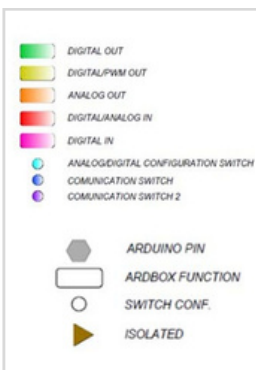 DIGITAL OUT
DIGITAL/PWM OUT
ANALOG OUT
DIGITAL/ANALOG IN
DIGITAL IN
ANALOG/DIGITAL CONFIGURATION SWITCH
COMUNICATION SWITCH
COMUNICATION SWITCH 2
ARDUINO PIN
ARDBOX FUNCTION
SWITCH CONF.
ISOLATED